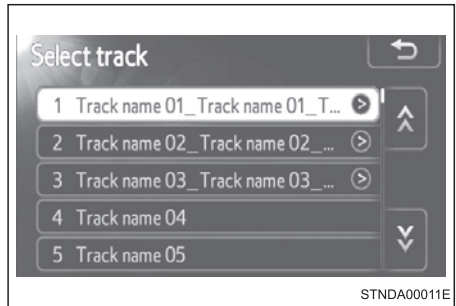 Select track
1 Track name 01_Track name 01_T...
2 Track name 02_Track name 02_...
3 Track name 03_Track name 03_...
4 Track name 04
5 Track name 05
STNDA00011E